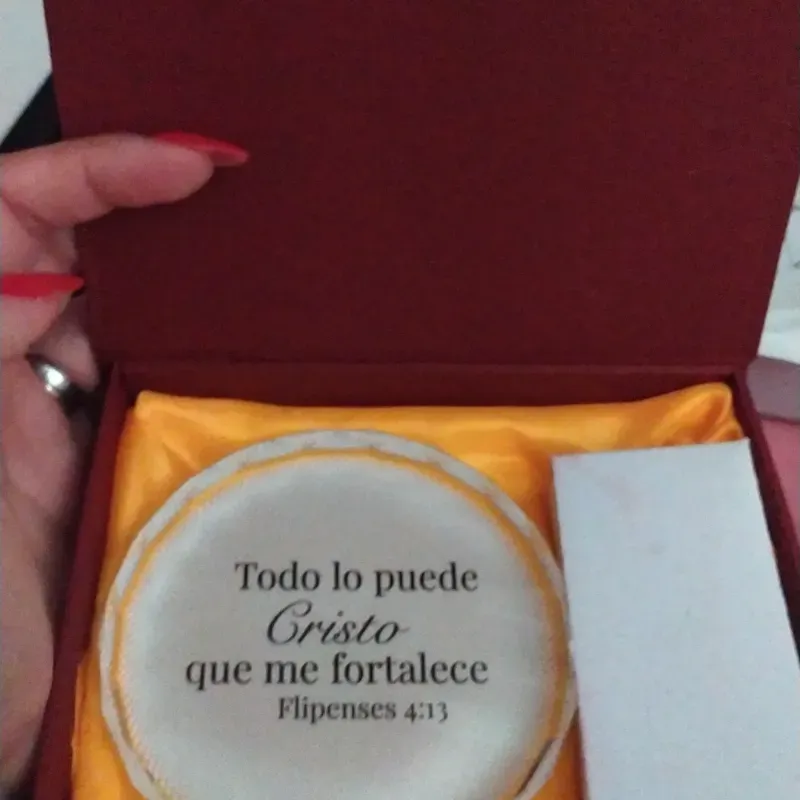 Todo lo puede
Cristo
que me fortalece
Flipenses 4:13